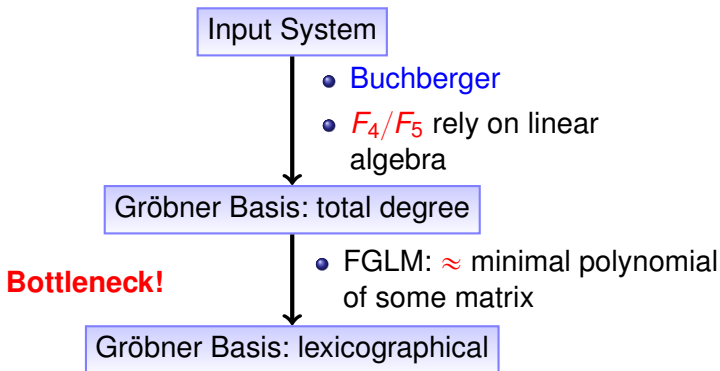 Input System
• Buchberger
• F₄/F₅ rely on linear
algebra
Gröbner Basis: total degree
• FGLM: ≈ minimal polynomial
of some matrix
Bottleneck!
Gröbner Basis: lexicographical